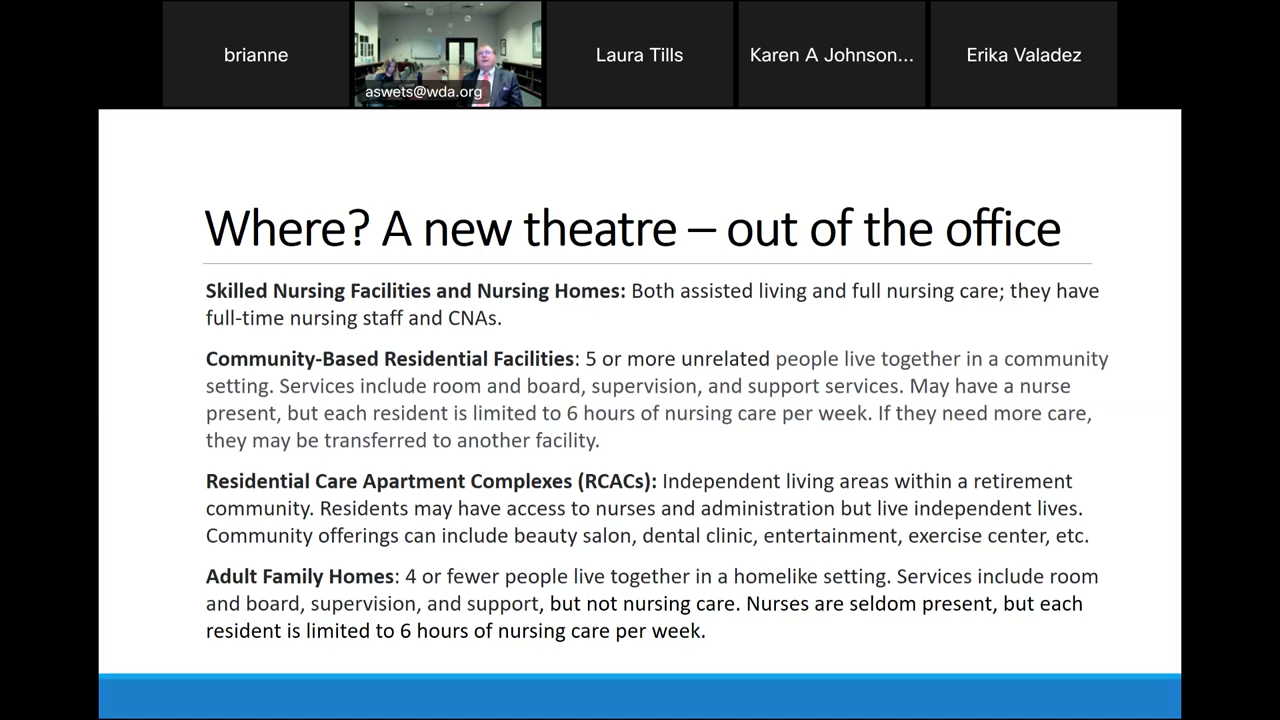 brianne
aswets@wda.org
Laura Tills
Karen A Johnson...
Erika Valadez
Where? A new theatre – out of the office
Skilled Nursing Facilities and Nursing Homes: Both assisted living and full nursing care; they have
full-time nursing staff and CNAs.
Community-Based Residential Facilities: 5 or more unrelated people live together in a community
setting. Services include room and board, supervision, and support services. May have a nurse
present, but each resident is limited to 6 hours of nursing care per week. If they need more care,
they may be transferred to another facility.
Residential Care Apartment Complexes (RCACs): Independent living areas within a retirement
community. Residents may have access to nurses and administration but live independent lives.
Community offerings can include beauty salon, dental clinic, entertainment, exercise center, etc.
Adult Family Homes: 4 or fewer people live together in a homelike setting. Services include room
and board, supervision, and support, but not nursing care. Nurses are seldom present, but each
resident is limited to 6 hours of nursing care per week.